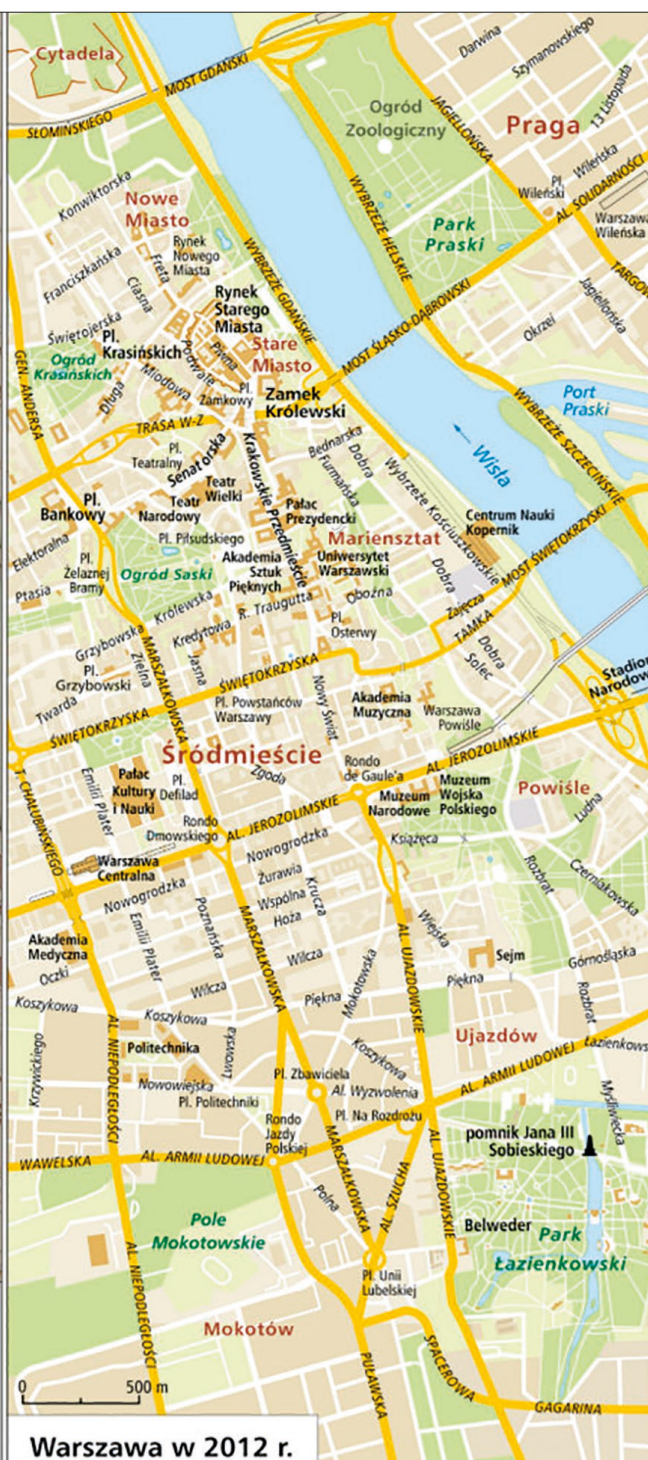 Cytadela
MOST GDAŃSKI
SŁOMIŃSKIEGO
Darwina
Szymanowskiego
JAGIELLOŃSKA
13 Listopada
Ogród
Zoologiczny
Praga
Wileńska
Pl.
Wileński
AL. SOLIDARNOŚCI
Warszawa
Wileńska
Konwiktorska
Nowe
Miasto
WYBRZEŻE HELSKIE
Park
Praski
Rynek
Nowego
Miasta
Freta
Franciszkańska
Ciasna
WYBRZEŻE GDAŃSKIE
TARGOW
Jagiellońska
Rynek
Starego
Miasta
MOST ŚLĄSKO-DĄBROWSKI
Okrzei
Świętojerska
Pl.
Krasińskich
Piwna
Podwale
Stare
Miasto
GEN. ANDERSA
Ogród
Krasińskich
Miodowa
Długa
Pl.
Zamkowy
Zamek
Królewski
Port
Praski
WYBRZEŻE SZCZECIŃSKIE
TRASA W-Z
Pl.
Teatralny
Senatorska
Krakowskie Przedmieście
Bednarska
Furmańska
Dobra
Wisła
Wybrzeże Kościuszkowskie
Teatr
Wielki
Pl.
Bankowy
Teatr
Narodowy
Pałac
Prezydencki
Centrum Nauki
Kopernik
MOST ŚWIĘTOKRZYSKI
Pl. Piłsudskiego
Mariensztat
Elektoralna
Pl.
Żelaznej
Bramy
Ogród Saski
Akademia
Sztuk
Pięknych
Uniwersytet
Warszawski
Dobra
Ptasia
Królewska
R. Traugutta
Oboźna
Zajęcza
TAMKA
Grzybowska
Kredytowa
Pl.
Osterwy
Dobra
Solec
Zielna
Pl.
Grzybowski
Jasna
MARSZAŁKOWSKA
ŚWIĘTOKRZYSKA
Stadion
Narodow
Twarda
Pl. Powstańców
Warszawy
Nowy Świat
Akademia
Muzyczna
Warszawa
Powiśle
ŚWIĘTOKRZYSKA
Śródmieście
AL. JEROZOLIMSKIE
T. CHAŁUBIŃSKIEGO
Emilii Plater
Pałac
Kultury
i Nauki
Pl.
Defilad
Zgoda
Rondo
de Gaule'a
Muzeum
Narodowe
Muzeum
Wojska
Polskiego
Powiśle
Ludna
Rondo
Dmowskiego
AL. JEROZOLIMSKIE
Książęca
Warszawa
Centralna
Nowogrodzka
Rozbrat
Czerniakowska
Nowogrodzka
Żurawia
Wspólna
Hoża
Krucza
Poznańska
Emilii Plater
MARSZAŁKOWSKA
Wiejska
Akademia
Medyczna
Oczki
Wilcza
Mokotowska
AL. UJAZDOWSKIE
Sejm
Górnośląska
Wilcza
Piękna
Piękna
Rozbrat
Koszykowa
Koszykowa
Krzywickiego
AL. NIEPODLEGŁOŚCI
Politechnika
Lwowska
Koszykowa
Ujazdów
Łazienkows
AL. ARMII LUDOWEJ
Pl. Zbawiciela
Nowowiejska
Al. Wyzwolenia
Pl. Politechniki
Pl. Na Rozdrożu
Myśliwiecka
Rondo
Jazdy
Polskiej
pomnik Jana III
Sobieskiego
WAWELSKA
AL. ARMII LUDOWEJ
MARSZAŁKOWSKA
AL. SZUCHA
AL. UJAZDOWSKIE
Polna
Pole
Mokotowskie
Belweder
Park
Łazienkowski
AL. NIEPODLEGŁOŚCI
Pl. Unii
Lubelskiej
Mokotów
PUŁAWSKA
SPACEROWA
GAGARINA
0 500 m
Warszawa w 2012 r.